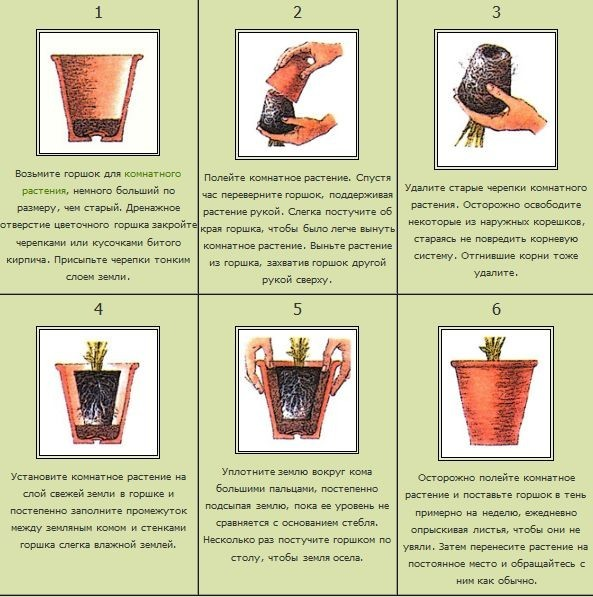 1
Возьмите горшок для комнатного
растения, немного больший по
размеру, чем старый. Дренажное
отверстие цветочного горшка закройте
черепками или кусочками битого
кирпича. Присыпьте черепки тонким
слоем земли.
2
Полейте комнатное растение. Спустя
час переверните горшок, поддерживая
растение рукой. Слегка постучите об
края горшка, чтобы было легче вынуть
комнатное растение. Выньте растение
из горшка, захватив горшок другой
рукой сверху.
3
Удалите старые черепки комнатного
растения. Осторожно освободите
некоторые из наружных корешков,
стараясь не повредить корневую
систему. Отгнившие корни тоже
удалите.
4
Установите комнатное растение на
слой свежей земли в горшке и
постепенно заполните промежуток
между земляным комом и стенками
горшка слегка влажной землей.
5
Уплотните землю вокруг кома
большими пальцами, постепенно
подсыпая землю, пока ее уровень не
сравняется с основанием стебля.
Несколько раз постучите горшком по
столу, чтобы земля осела.
6
Осторожно полейте комнатное
растение и поставьте горшок в тень
примерно на неделю, ежедневно
опрыскивая листья, чтобы они не
увяли. Затем перенесите растение на
постоянное место и обращайтесь с
ним как обычно.